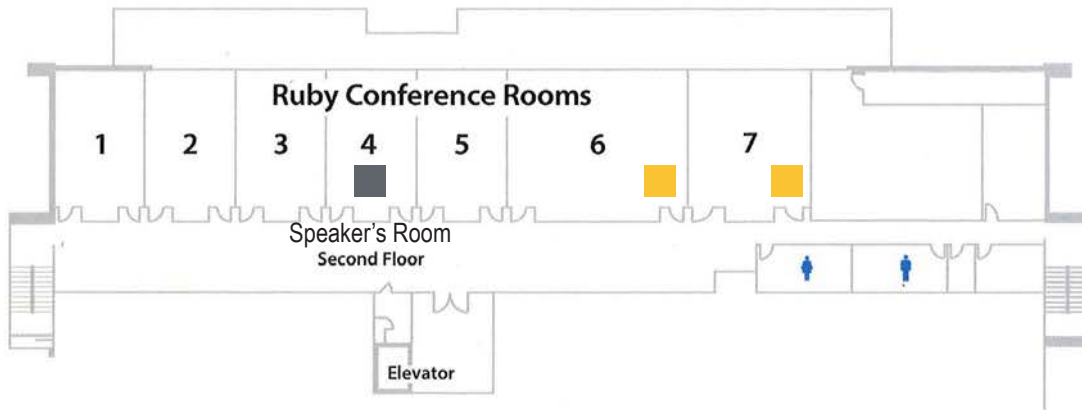 Ruby Conference Rooms
1 2 3 4 5 6 7
Speaker's Room
Second Floor
Elevator